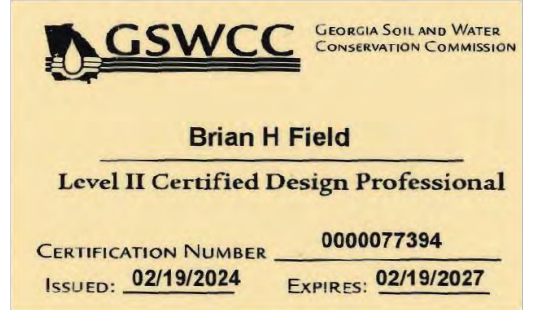 GSWCC
GEORGIA SOIL AND WATER
CONSERVATION COMMISSION
Brian H Field
Level II Certified Design Professional
CERTIFICATION NUMBER 0000077394
ISSUED: 02/19/2024 EXPIRES: 02/19/2027